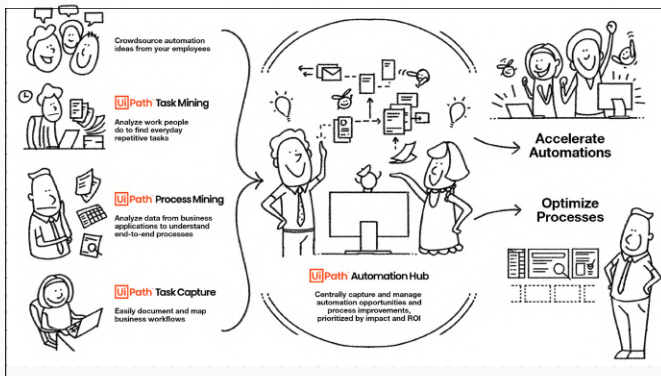 Crowdsource automation
ideas from your employees
UiPath Task Mining
Analyze work people
do to find everyday
repetitive tasks
UiPath Process Mining
Analyze data from business
applications to understand
end-to-end processes
UiPath Task Capture
Easily document and map
business workflows
UiPath Automation Hub
Centrally capture and manage
automation opportunities and
process improvements,
prioritized by impact and ROI
Accelerate
Automations
Optimize
Processes